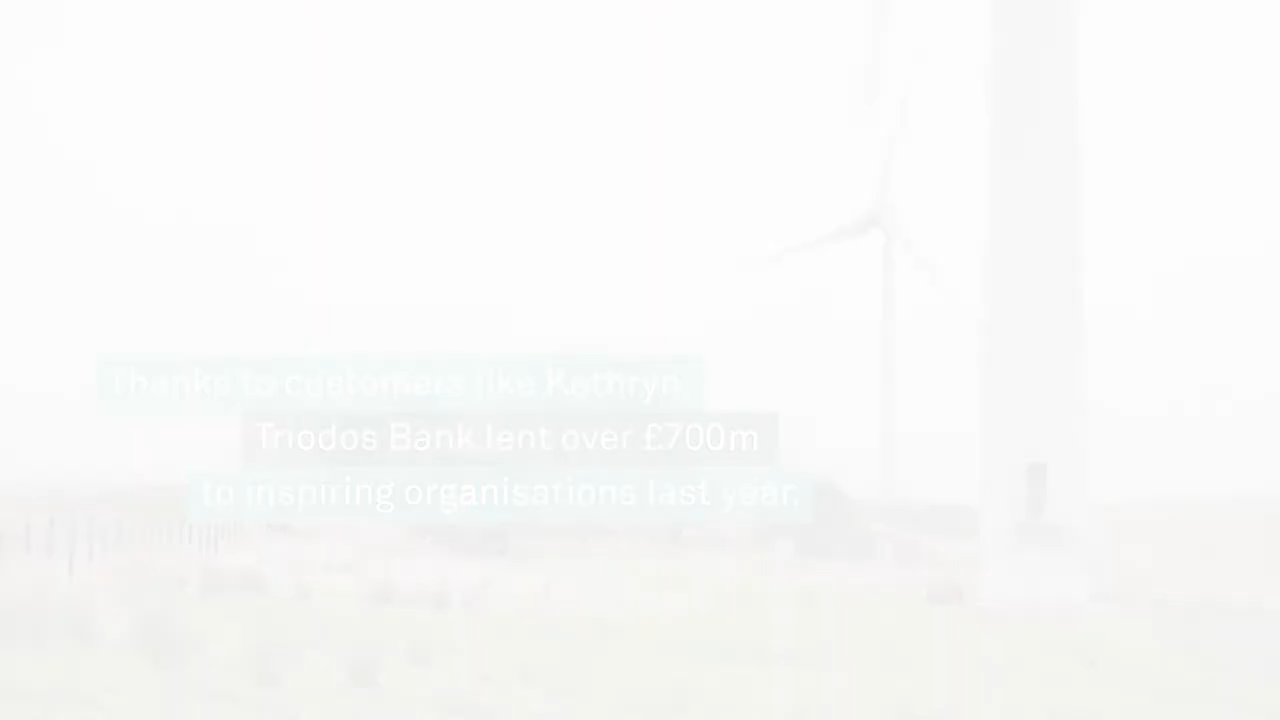 Thanks to customers like Kathryn,
Triodos Bank lent over £700m
to inspiring organisations last year.